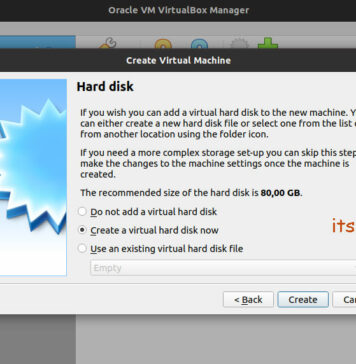 Oracle VM VirtualBox Manager
Create Virtual Machine
Hard disk
If you wish you can add a virtual hard disk to the new machine. Y
can either create a new hard disk file or select one from the list
from another location using the folder icon.
If you need a more complex storage set-up you can skip this step
make the changes to the machine settings once the machine is
created.
The recommended size of the hard disk is 80,00 GB.
Do not add a virtual hard disk
Create a virtual hard disk now
its
Use an existing virtual hard disk file
Empty
< Back Create Can